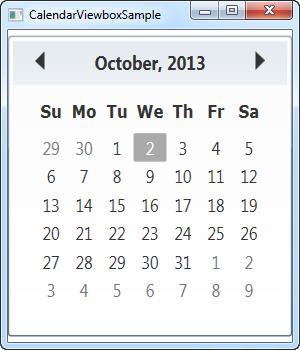 CalendarViewboxSample
October, 2013
Su Mo Tu We Th Fr Sa
29 30 1 2 3 4 5
6 7 8 9 10 11 12
13 14 15 16 17 18 19
20 21 22 23 24 25 26
27 28 29 30 31 1 2
3 4 5 6 7 8 9